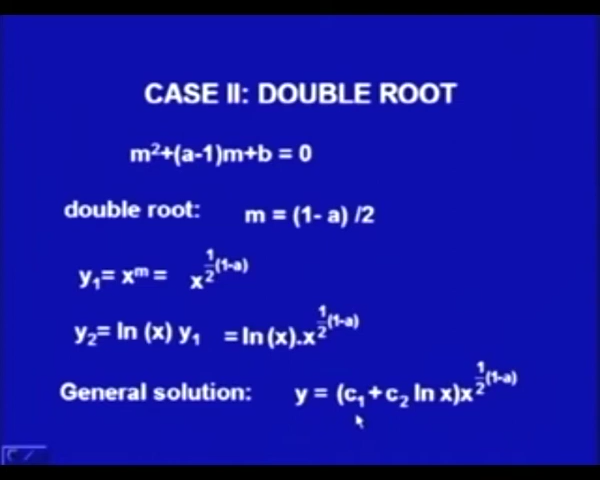 CASE II: DOUBLE ROOT
m²+(a-1)m+b = 0
double root: m = (1- a) /2
y₁= xᵐ = x^½(1-a)
y₂= ln (x) y₁ = ln (x).x^½(1-a)
General solution: y = (c₁+c₂ ln x)x^½(1-a)